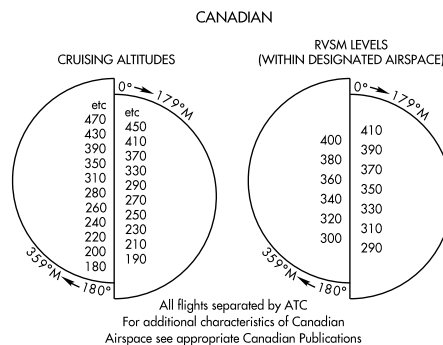 CANADIAN
CRUISING ALTITUDES
0° 179°M
etc
470
430
390
350
310
280
260
240
220
200
180
etc
450
410
370
330
290
270
250
230
210
190
359°M 180°
RVSM LEVELS
(WITHIN DESIGNATED AIRSPACE)
0° 179°M
400
380
360
340
320
300
410
390
370
350
330
310
290
359°M 180°
All flights separated by ATC
For additional characteristics of Canadian
Airspace see appropriate Canadian Publications